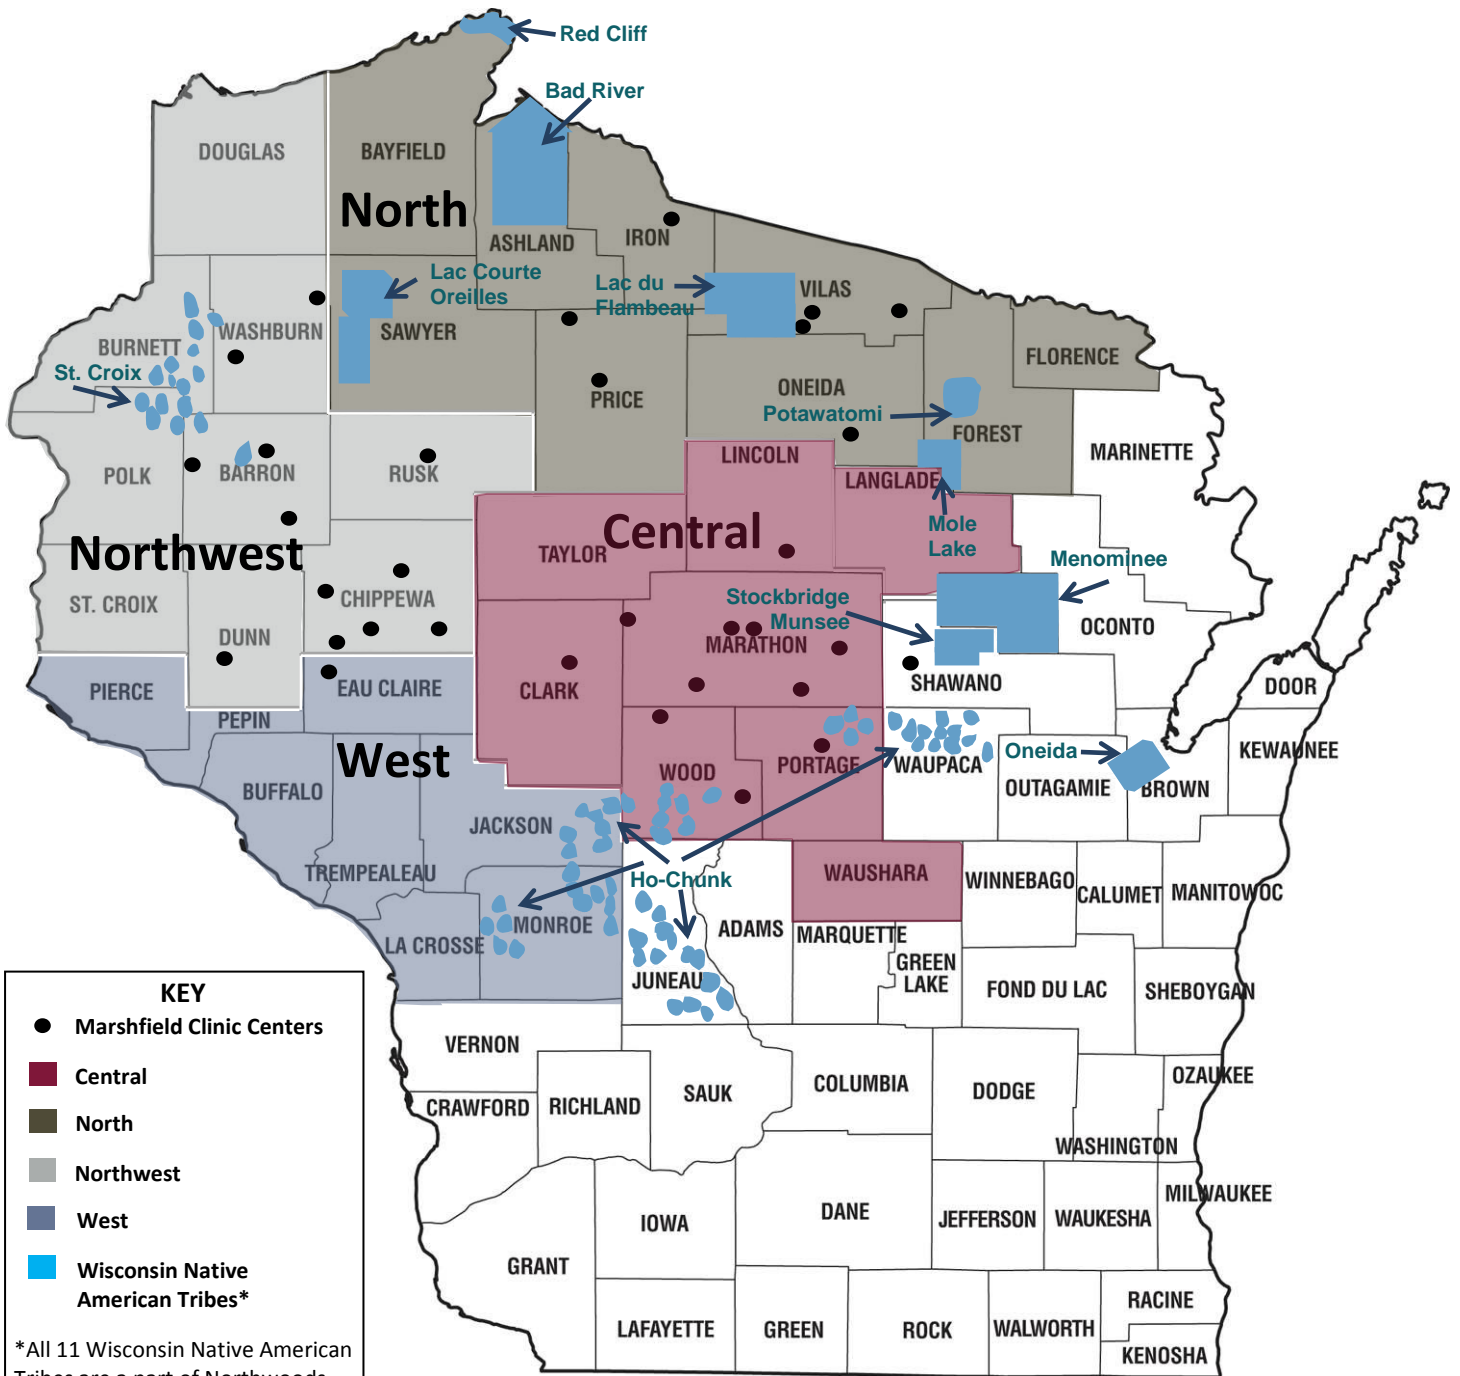 Red Cliff
Bad River
DOUGLAS
BAYFIELD
North
ASHLAND
IRON
Lac Courte
Oreilles
Lac du
Flambeau
VILAS
WASHBURN
SAWYER
BURNETT
St. Croix
FLORENCE
ONEIDA
PRICE
Potawatomi
FOREST
MARINETTE
LINCOLN
LANGLADE
POLK
BARRON
RUSK
Mole
Lake
Central
TAYLOR
Northwest
Menominee
ST. CROIX
CHIPPEWA
Stockbridge
Munsee
OCONTO
DUNN
MARATHON
SHAWANO
PIERCE
EAU CLAIRE
CLARK
DOOR
PEPIN
West
WOOD
PORTAGE
WAUPACA
Oneida
KEWAUNEE
BUFFALO
OUTAGAMIE
BROWN
JACKSON
TREMPEALEAU
Ho-Chunk
WAUSHARA
WINNEBAGO
CALUMET
MANITOWOC
MONROE
LA CROSSE
ADAMS
MARQUETTE
GREEN
LAKE
JUNEAU
FOND DU LAC
SHEBOYGAN
VERNON
SAUK
COLUMBIA
DODGE
OZAUKEE
CRAWFORD
RICHLAND
WASHINGTON
IOWA
DANE
JEFFERSON
WAUKESHA
MILWAUKEE
GRANT
LAFAYETTE
GREEN
ROCK
WALWORTH
RACINE
KENOSHA
KEY
Marshfield Clinic Centers
Central
North
Northwest
West
Wisconsin Native
American Tribes*
*All 11 Wisconsin Native American
Tribes are a part of Northwoods